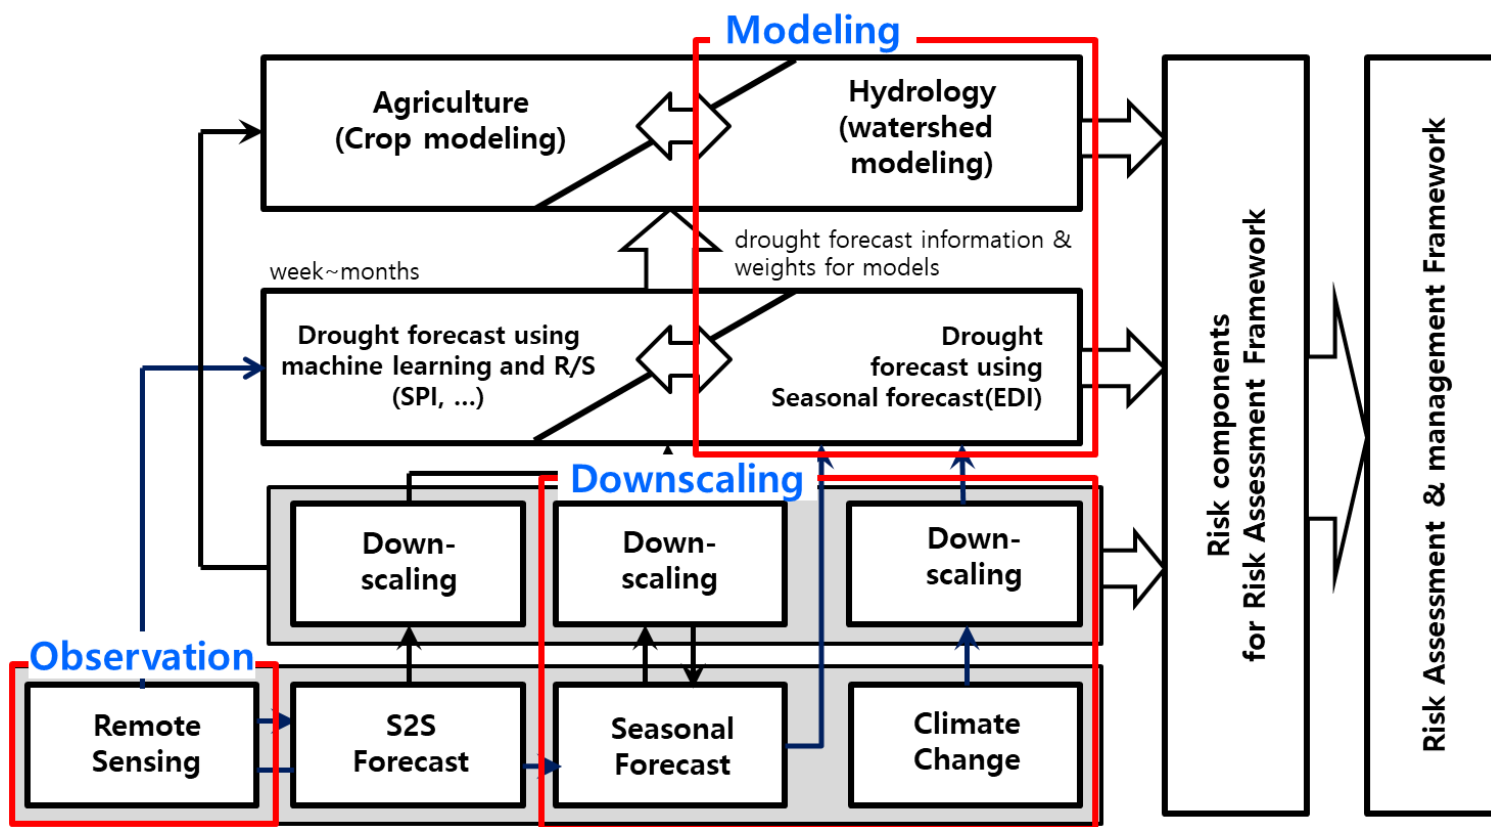 Modeling
Agriculture
(Crop modeling)
Hydrology
(watershed
modeling)
drought forecast information &
weights for models
week~months
Drought forecast using
machine learning and R/S
(SPI, ...)
Drought
forecast using
Seasonal forecast(EDI)
Downscaling
Down-
scaling
Down-
scaling
Down-
scaling
Observation
Remote
Sensing
S2S
Forecast
Seasonal
Forecast
Climate
Change
Risk components
for Risk Assessment Framework
Risk Assessment & management Framework